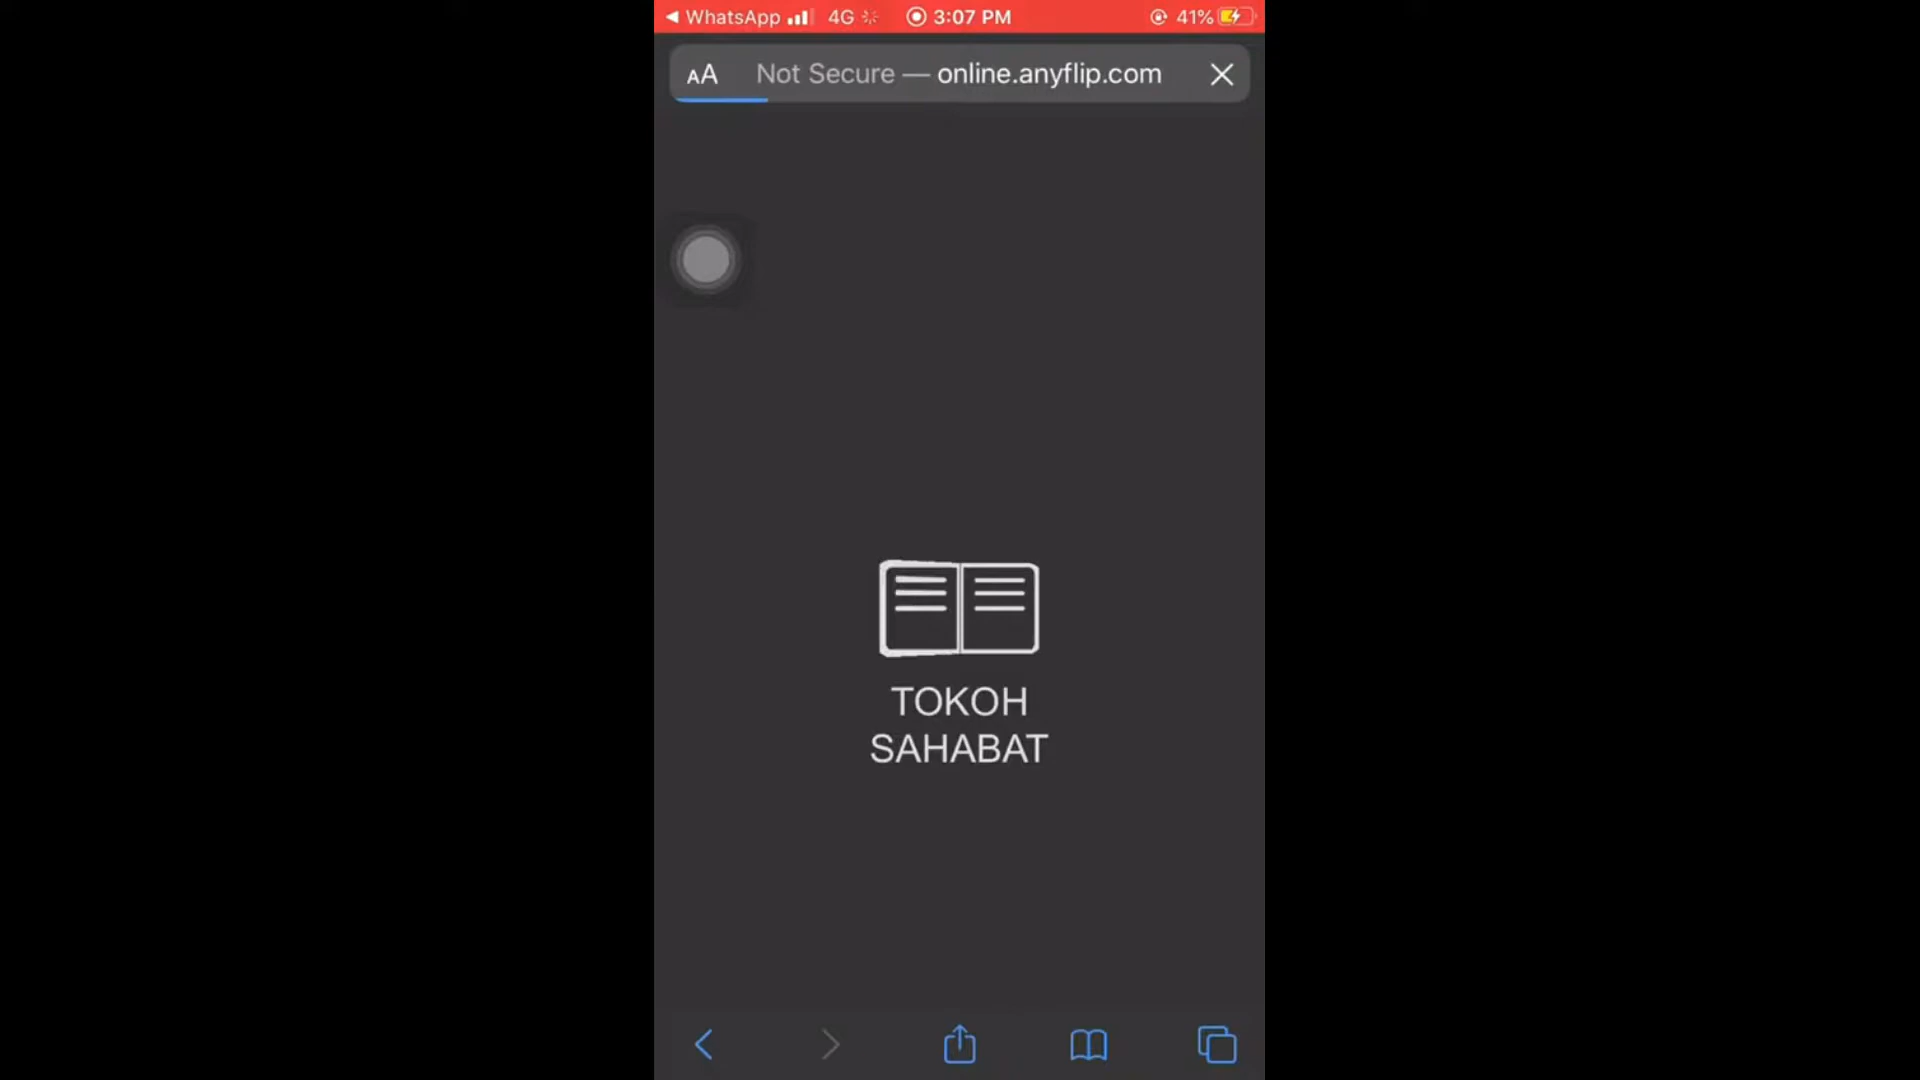 WhatsApp 4G 3:07 PM 41%
AA Not Secure — online.anyflip.com
TOKOH
SAHABAT